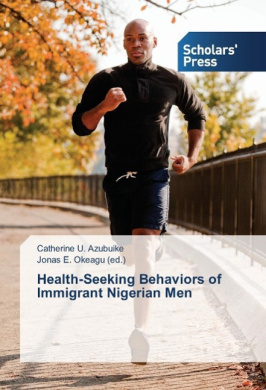 Scholars'
Press
Catherine U. Azubuike
Jonas E. Okeagu (ed.)
Health-Seeking Behaviors of
Immigrant Nigerian Men